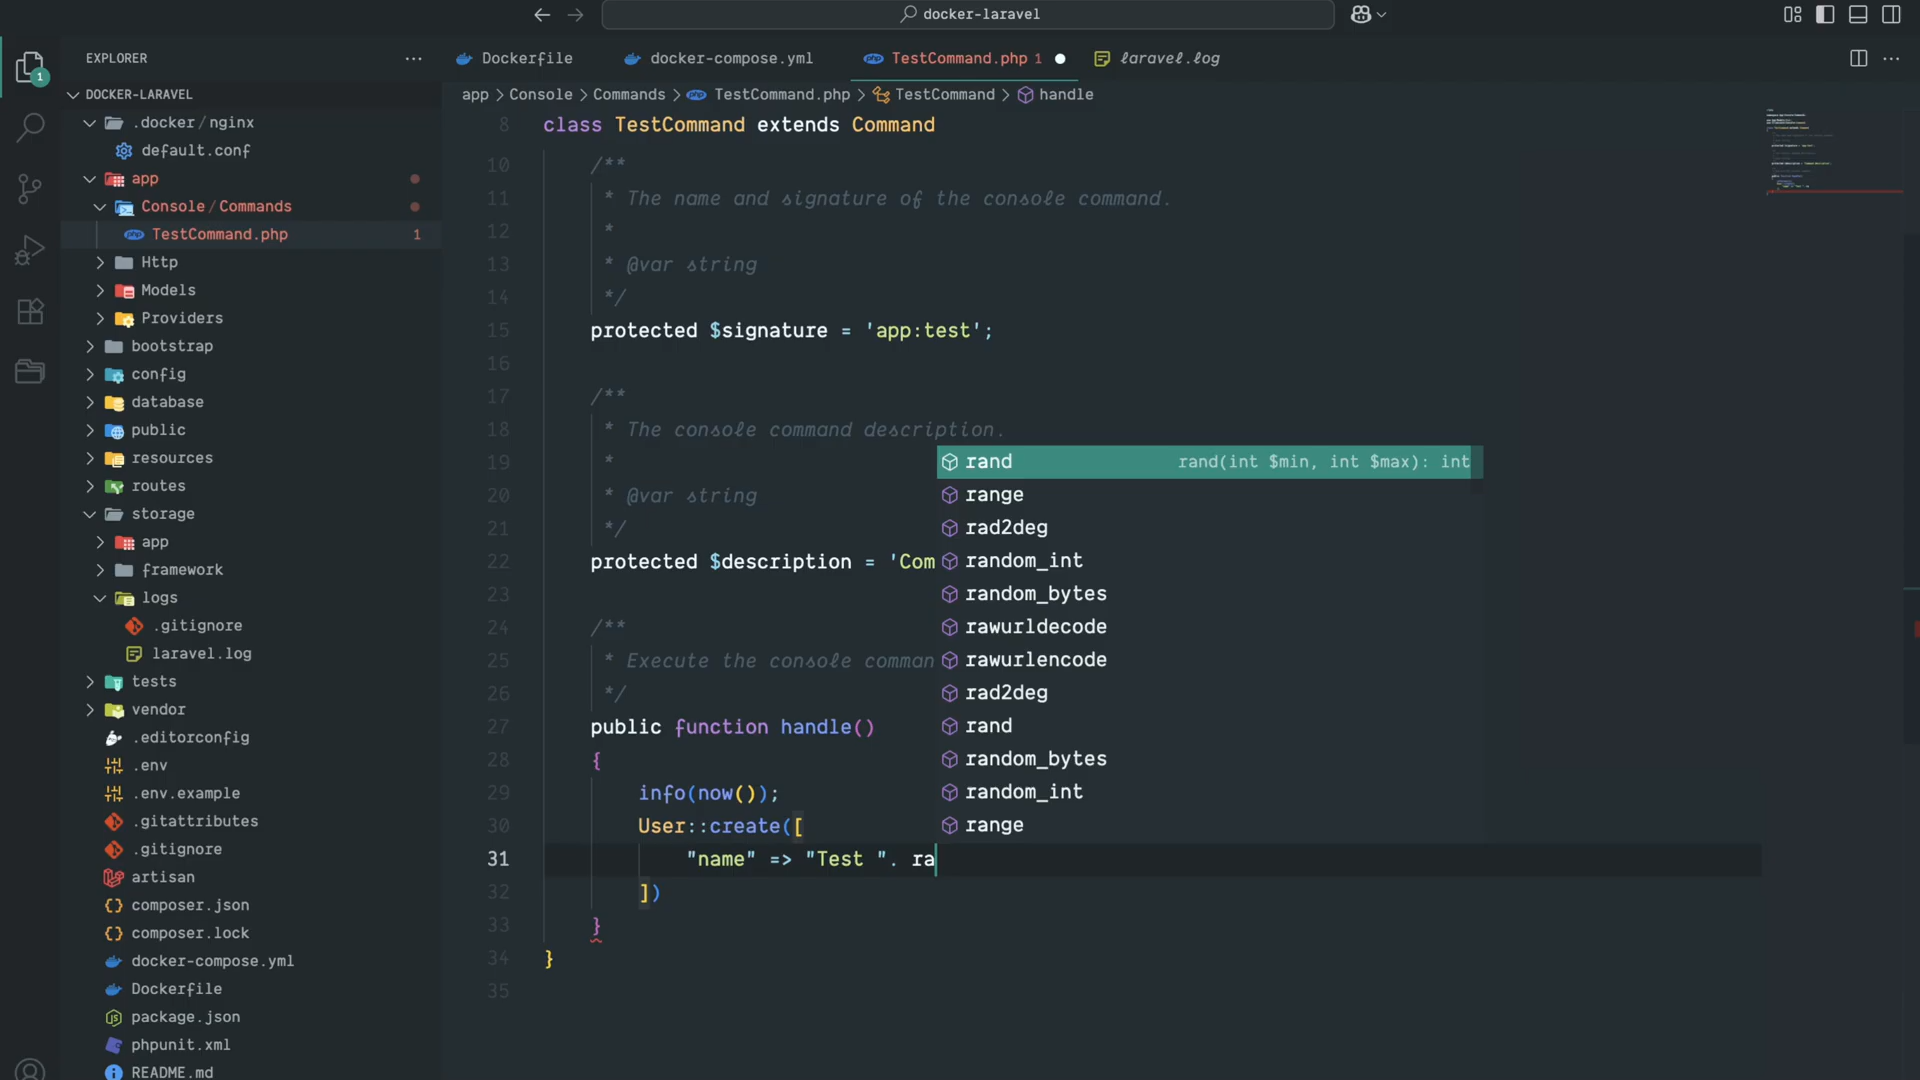 docker-laravel
EXPLORER
Dockerfile
docker-compose.yml
TestCommand.php 1
laravel.log
1
DOCKER-LARAVEL
app > Console > Commands > TestCommand.php > TestCommand > handle
.docker/nginx
default.conf
app
Console/Commands
TestCommand.php 1
Http
Models
Providers
bootstrap
config
database
public
resources
routes
storage
app
framework
logs
.gitignore
laravel.log
tests
vendor
.editorconfig
.env
.env.example
.gitattributes
.gitignore
artisan
composer.json
composer.lock
docker-compose.yml
Dockerfile
package.json
phpunit.xml
README.md
8 class TestCommand extends Command
10 /**
11 * The name and signature of the console command.
12 *
13 * @var string
14 */
15 protected $signature = 'app:test';
16
17 /**
18 * The console command description.
19 *
20 * @var string
21 */
22 protected $description = 'Com
23
24 /**
25 * Execute the console comman
26 */
27 public function handle()
28 {
29 info(now());
30 User::create([
31 "name" => "Test ". ra
32 ])
33 }
34 }
35
rand rand(int $min, int $max): int
range
rad2deg
random_int
random_bytes
rawurldecode
rawurlencode
rad2deg
rand
random_bytes
random_int
range